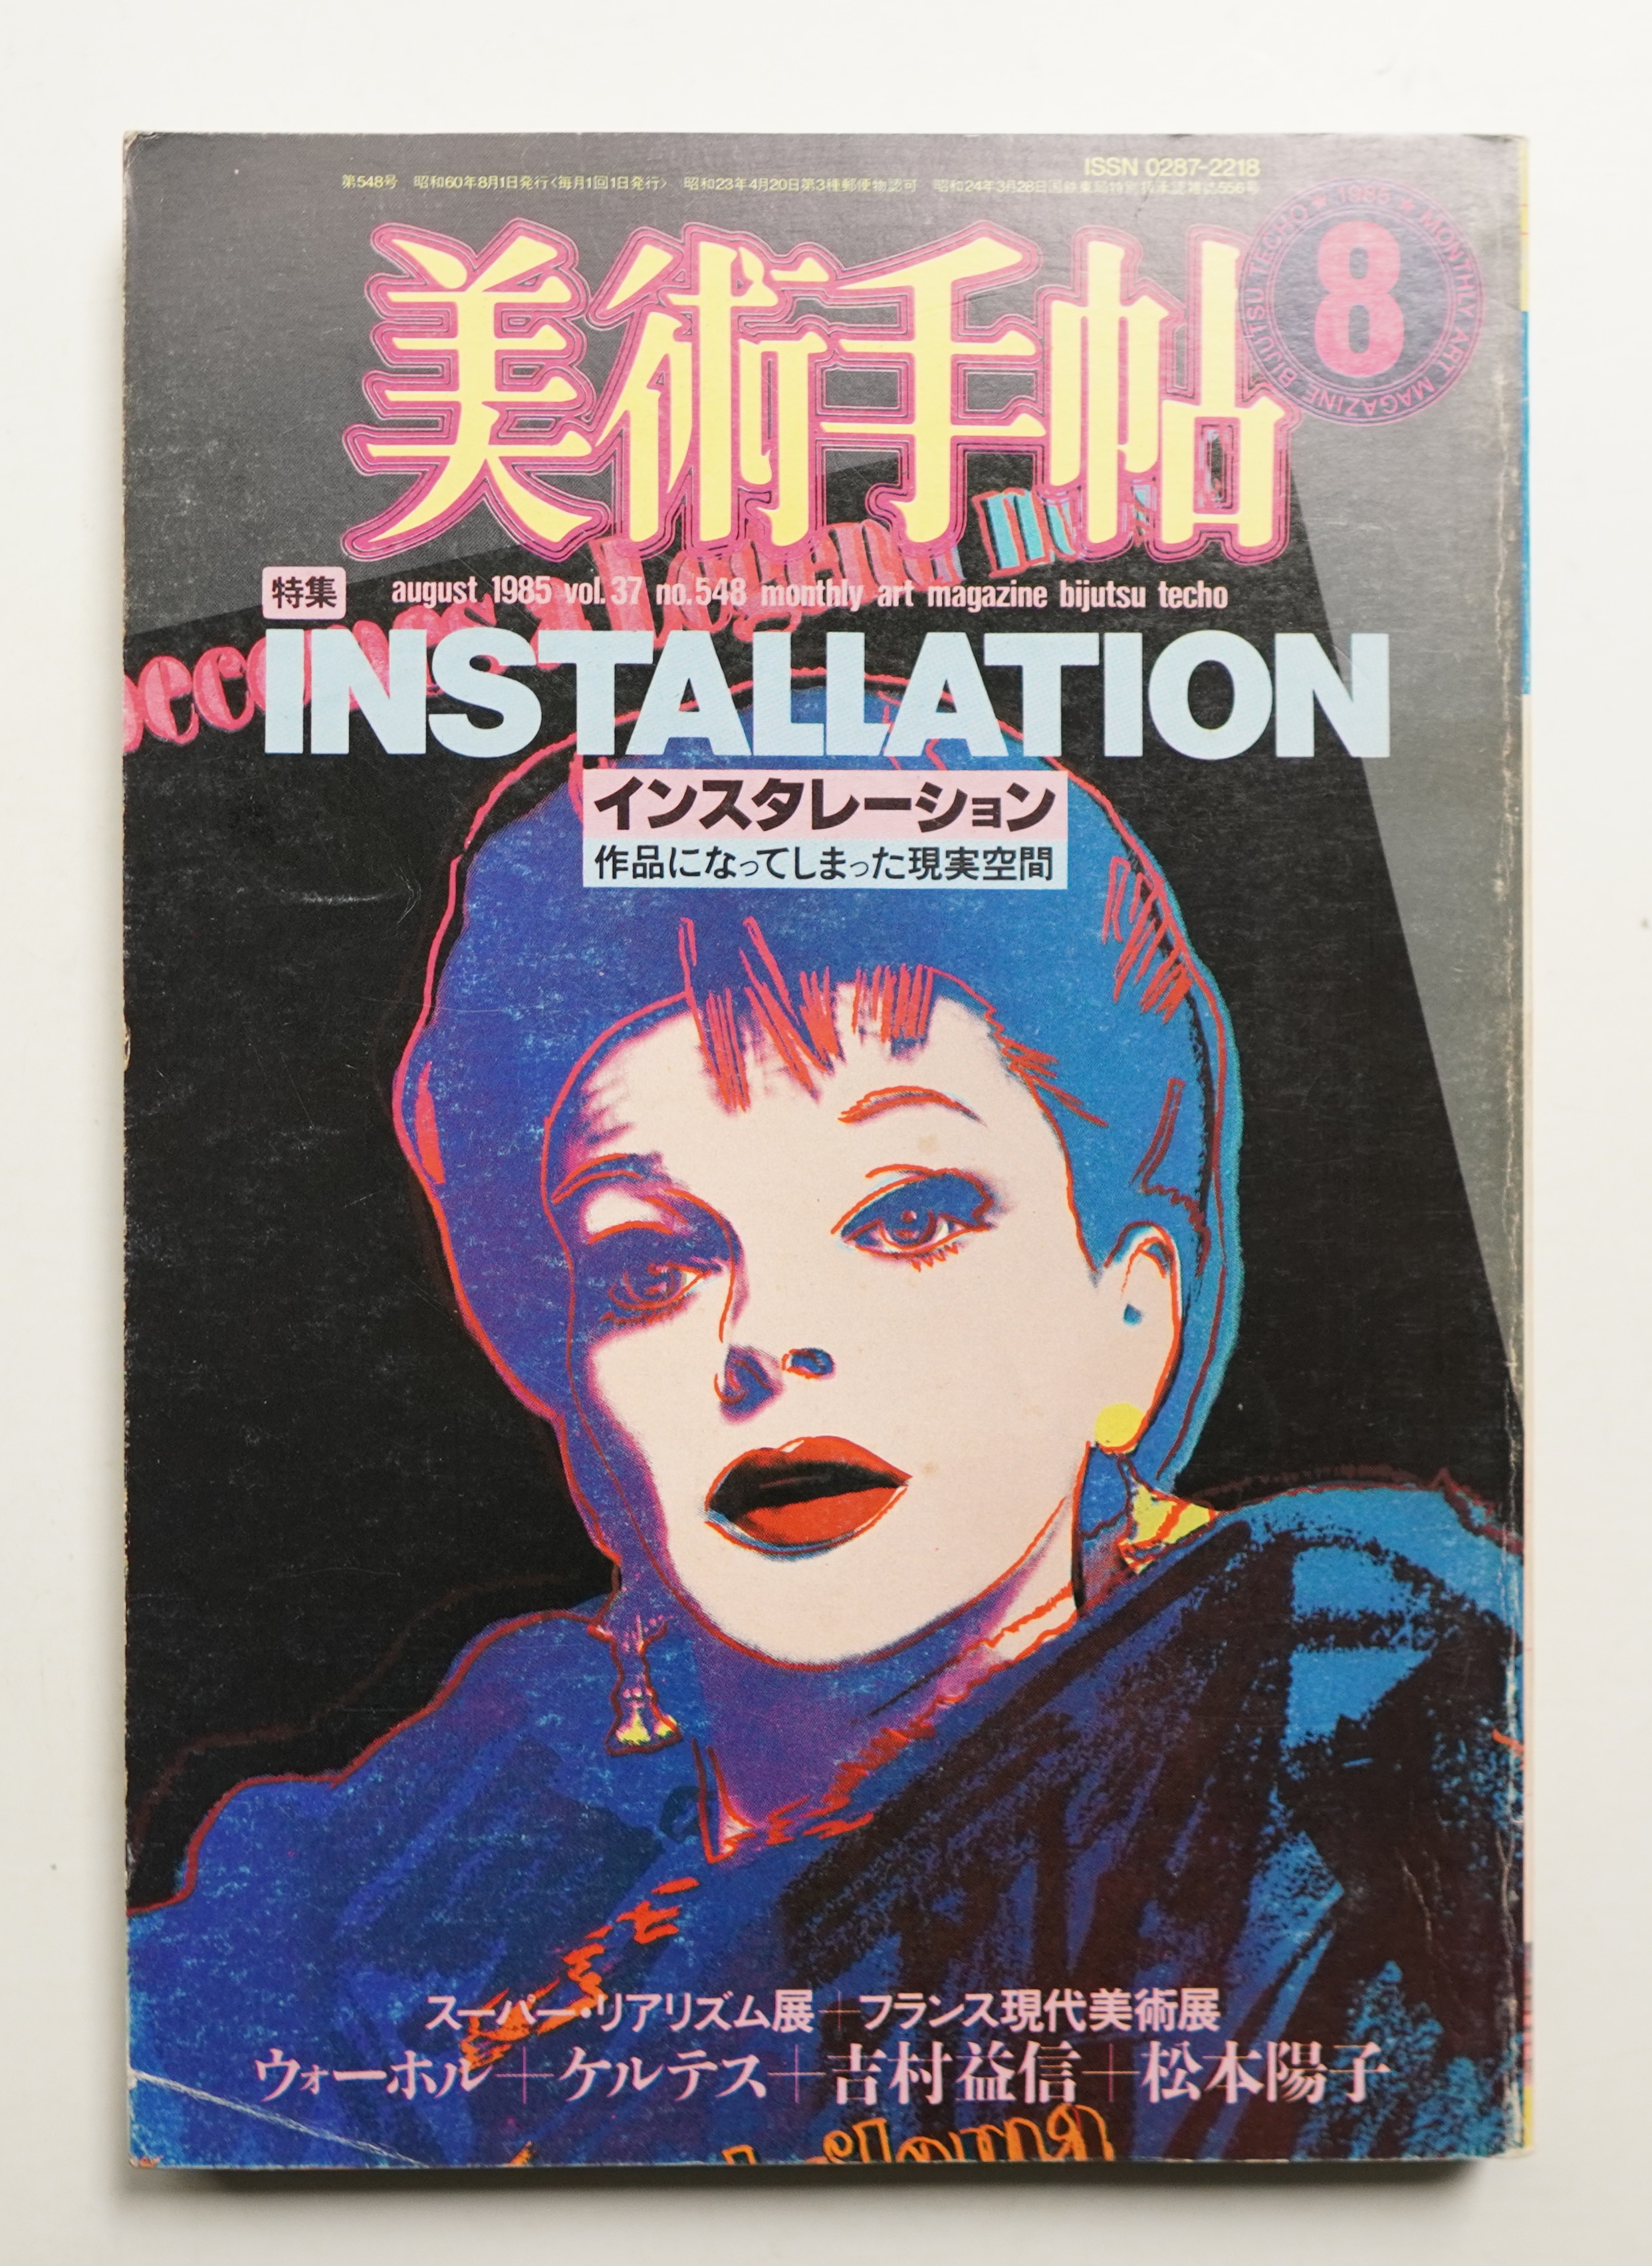 ISSN 0287-2218
第548号 昭和60年8月1日発行〈毎月1回1日発行〉 昭和23年4月20日第3種郵便物認可 昭和24年3月28日国鉄東局特別扱承認雑誌556号
美術手帖
8
1985 ★ MONTHLY ART MAGAZINE BIJUTSU TECHO ★
a Legend
特集
august 1985 vol. 37 no.548 monthly art magazine bijutsu techo
INSTALLATION
インスタレーション
作品になってしまった現実空間
スーパー・リアリズム展+フランス現代美術展
ウォーホル+ケルテス+吉村益信+松本陽子